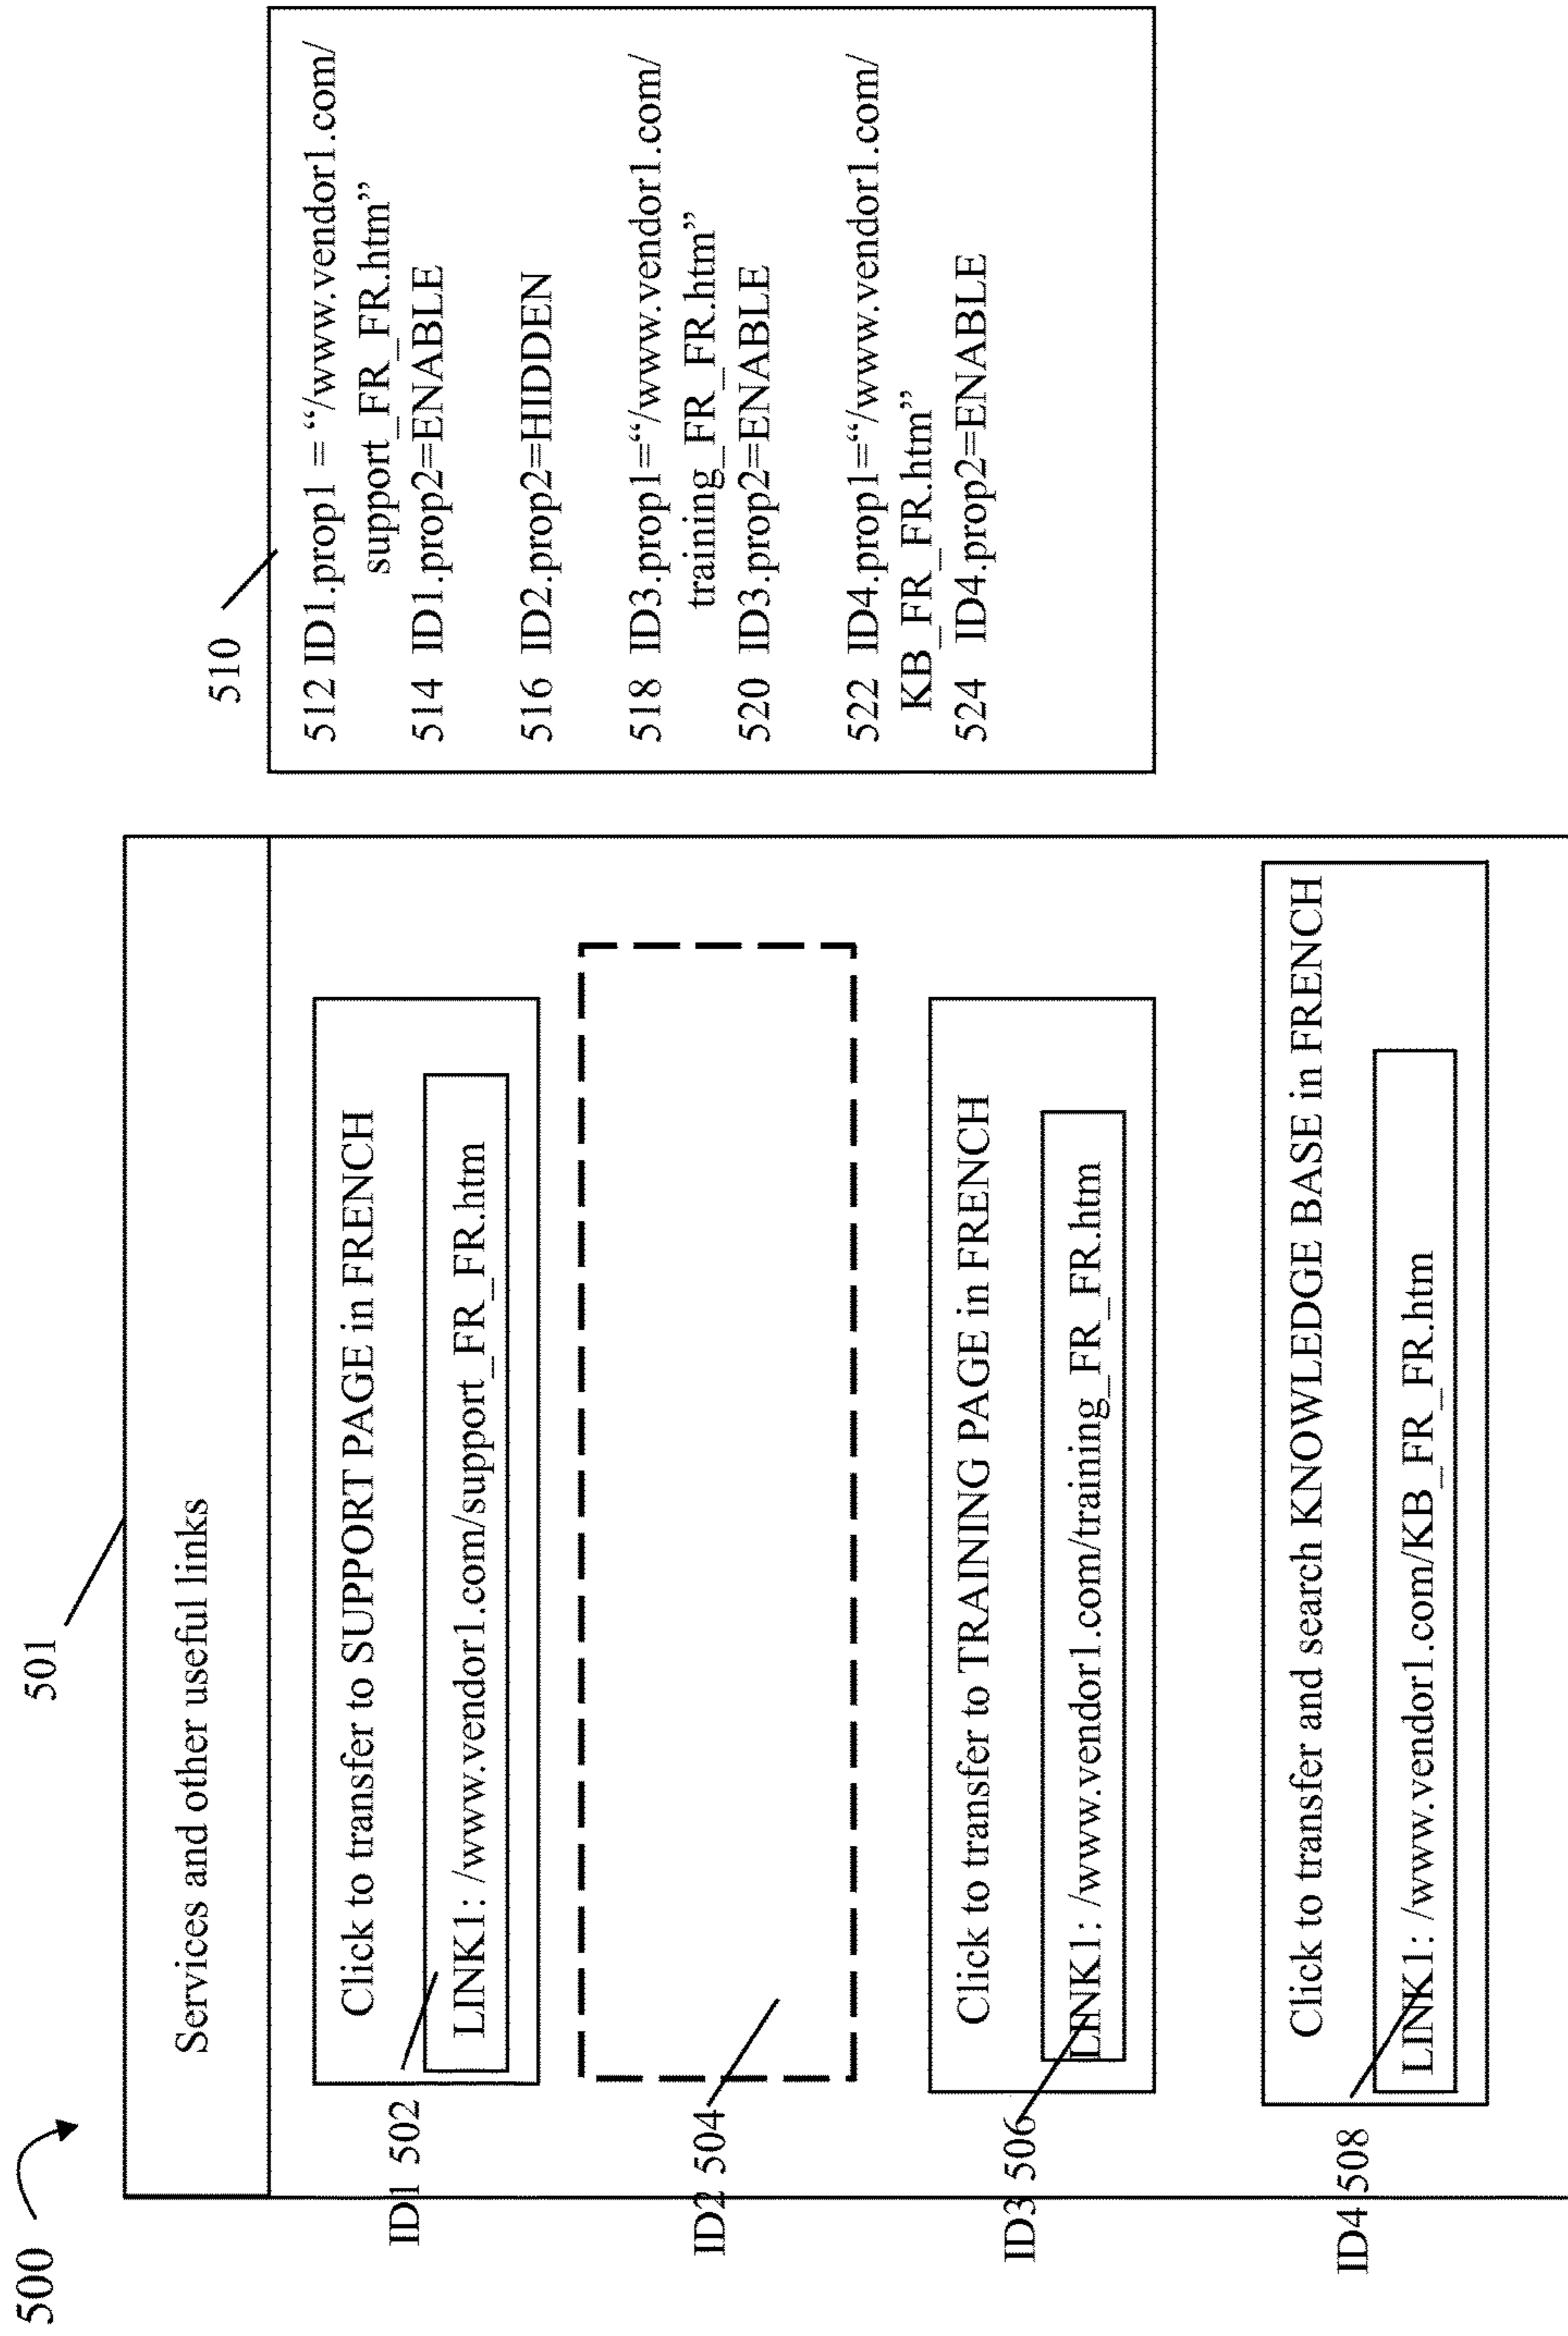 500
501
Services and other useful links
ID1 502
Click to transfer to SUPPORT PAGE in FRENCH
LINK1: /www.vendor1.com/support_FR_FR.htm
ID2 504
ID3 506
Click to transfer to TRAINING PAGE in FRENCH
LINK1: /www.vendor1.com/training_FR_FR.htm
ID4 508
Click to transfer and search KNOWLEDGE BASE in FRENCH
LINK1: /www.vendor1.com/KB_FR_FR.htm
510
512 ID1.prop1 =“/www.vendor1.com/
support_FR_FR.htm”
514 ID1.prop2=ENABLE
516 ID2.prop2=HIDDEN
518 ID3.prop1=“/www.vendor1.com/
training_FR_FR.htm”
520 ID3.prop2=ENABLE
522 ID4.prop1=“/www.vendor1.com/
KB_FR_FR.htm”
524 ID4.prop2=ENABLE